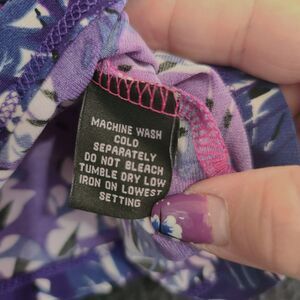 MACHINE WASH
COLD
SEPARATELY
DO NOT BLEACH
TUMBLE DRY LOW
IRON ON LOWEST
SETTING